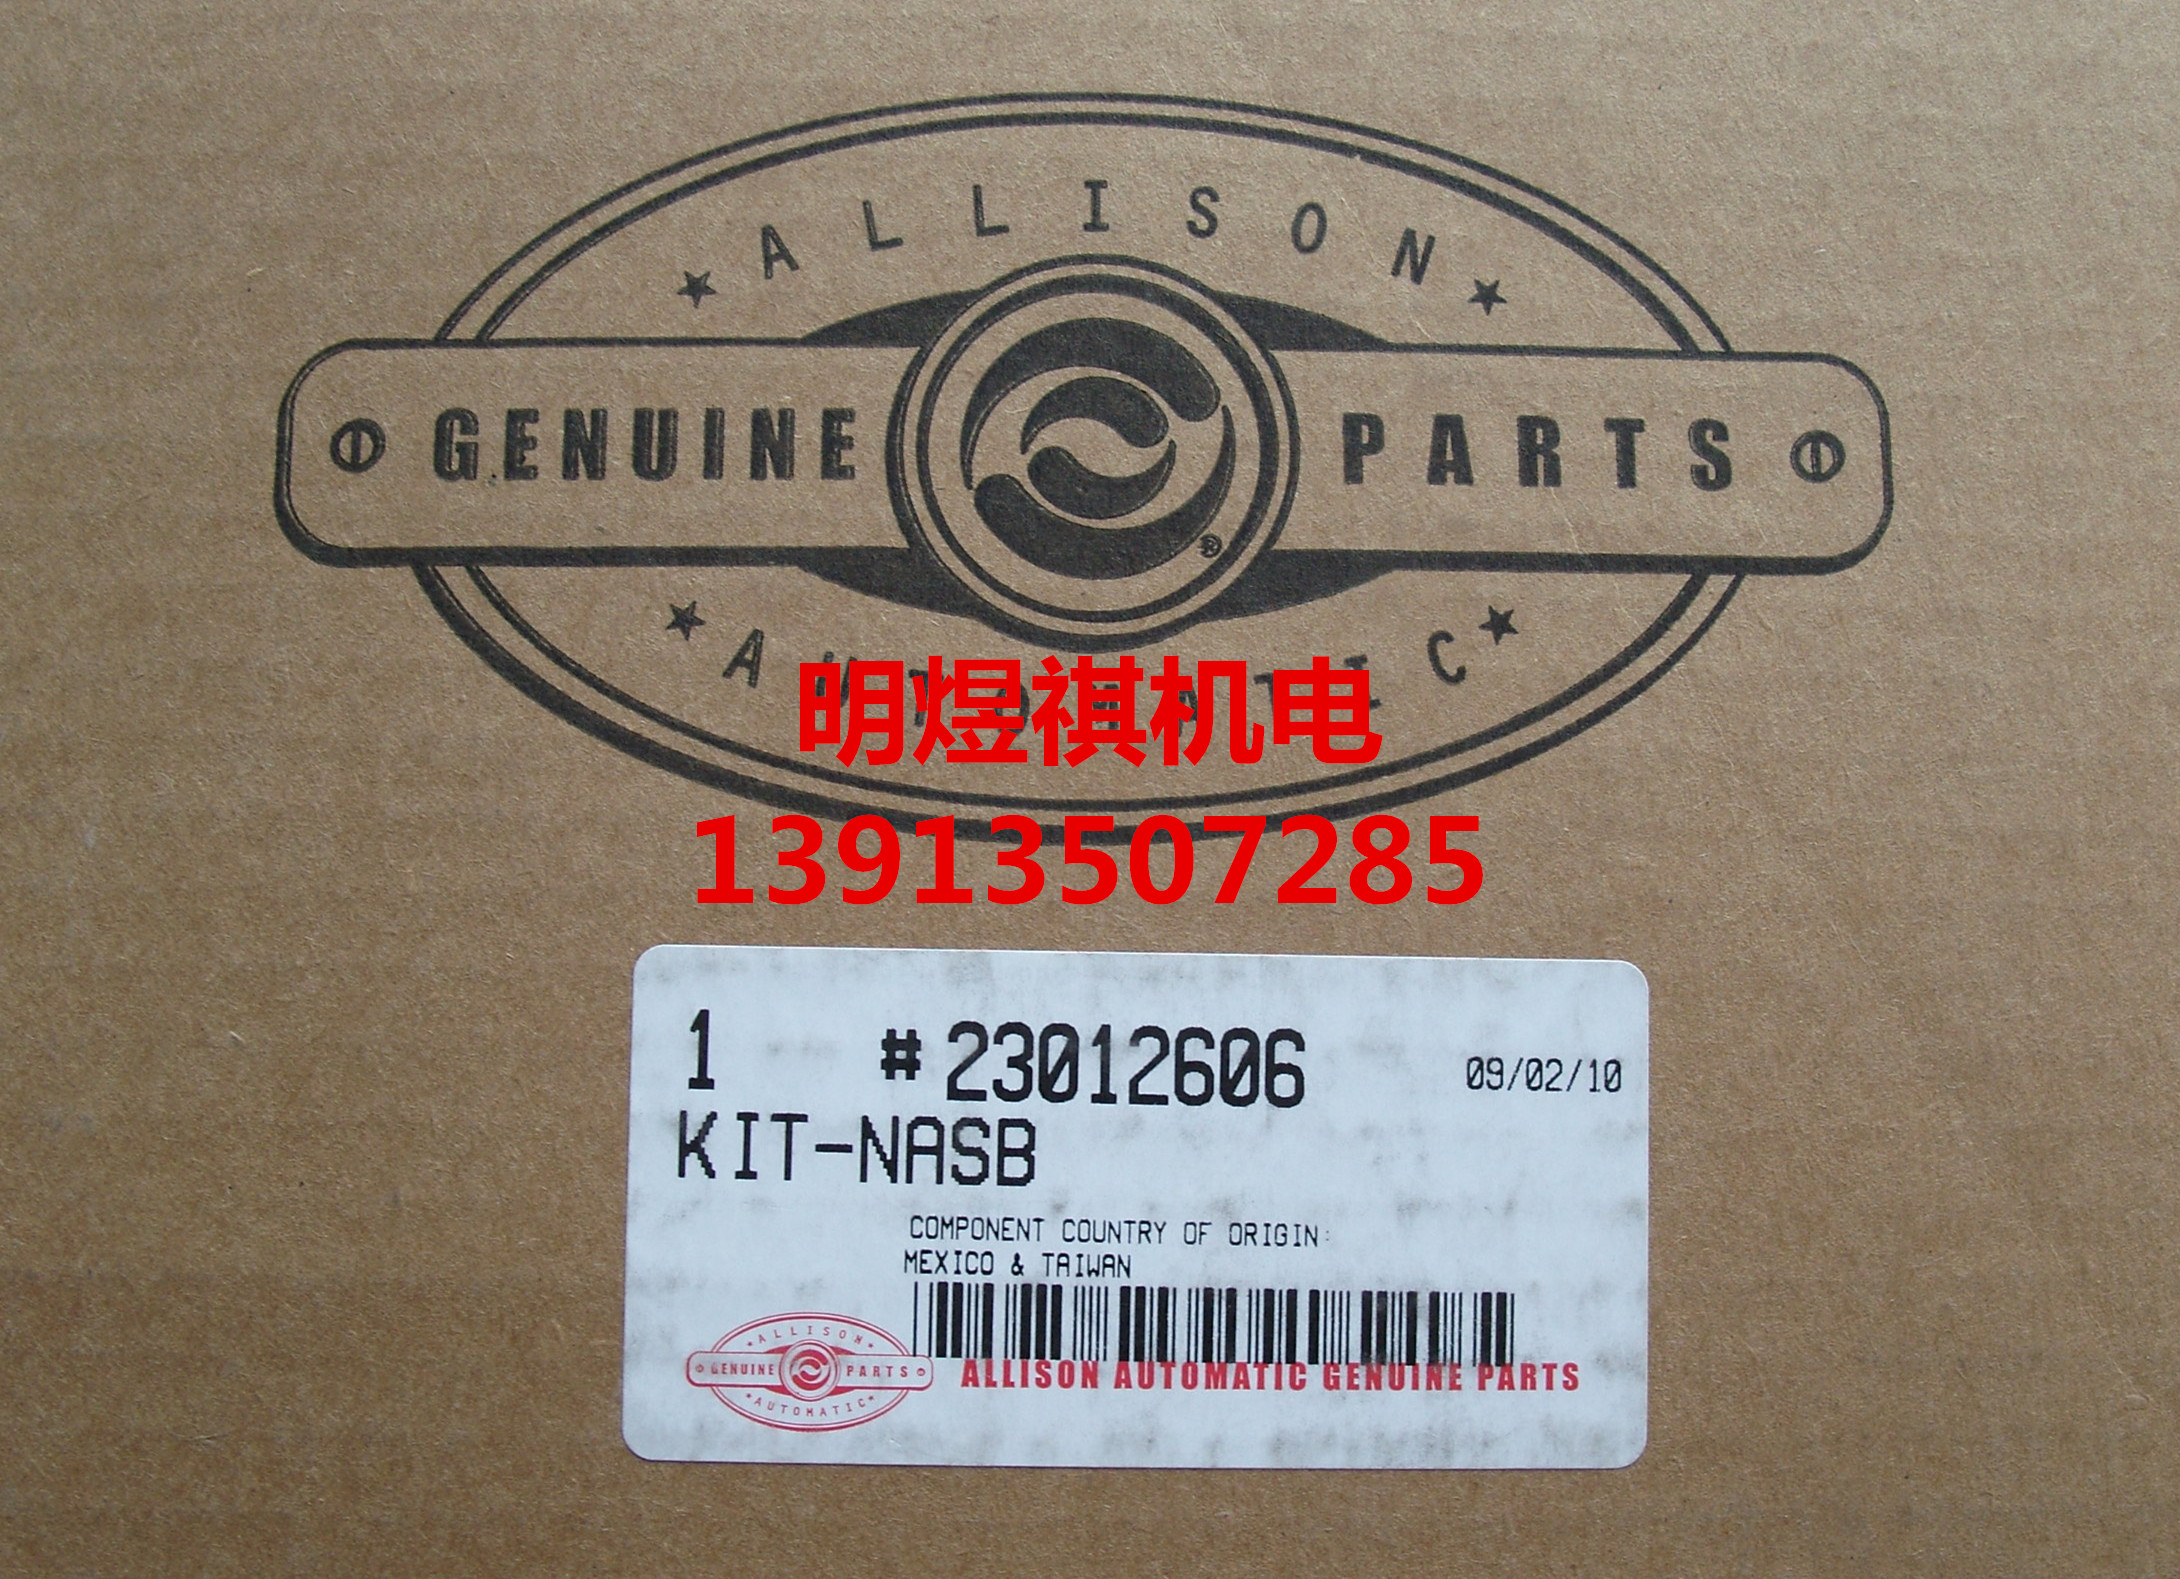 ALLISON
GENUINE PARTS
®
AUTOMATIC
明煜祺机电
13913507285
1 #23012606 09/02/10
KIT-NASB
COMPONENT COUNTRY OF ORIGIN:
MEXICO & TAIWAN
ALLISON
GENUINE PARTS
AUTOMATIC
ALLISON AUTOMATIC GENUINE PARTS